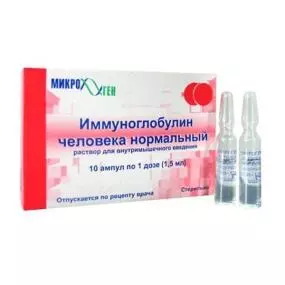 МИКРОГЕН
Иммуноглобулин
человека нормальный
раствор для внутримышечного введения
10 ампул по 1 дозе (1,5 мл)
Отпускается по рецепту врача
Стерильно